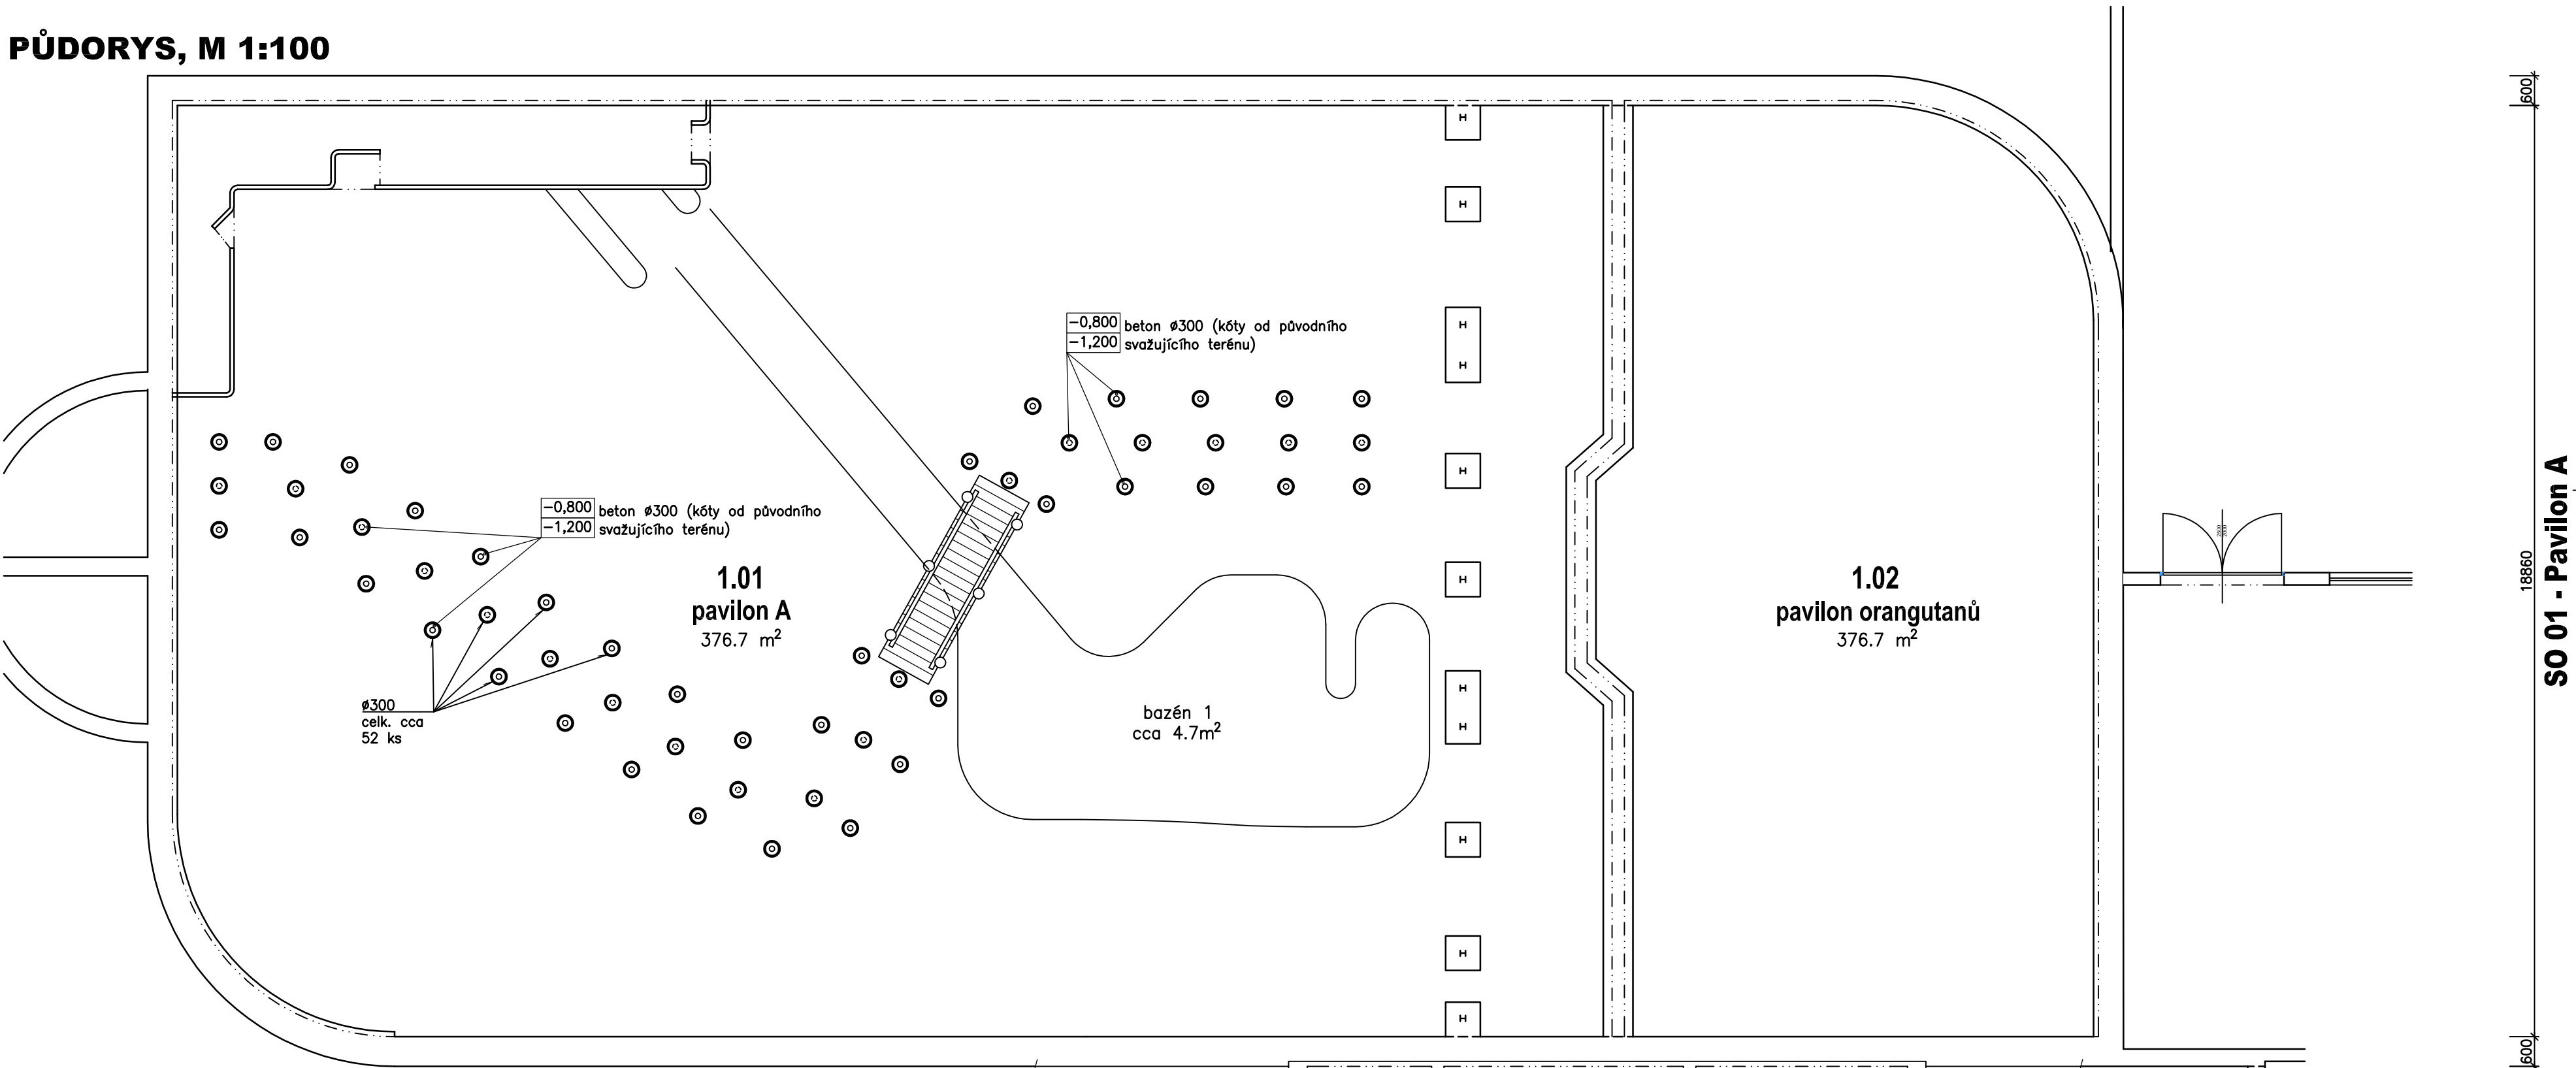 PŮDORYS, M 1:100
600
H
H
-0,800 beton ø300 (kóty od původního
-1,200 svažujícího terénu)
H
H
H
-0,800 beton ø300 (kóty od původního
-1,200 svažujícího terénu)
1.01
pavilon A
376.7 m²
H
1.02
pavilon orangutanů
376.7 m²
18860
SO 01 - Pavilon A
ø300
celk. cca
52 ks
bazén 1
cca 4.7m²
H
H
H
H
H
600